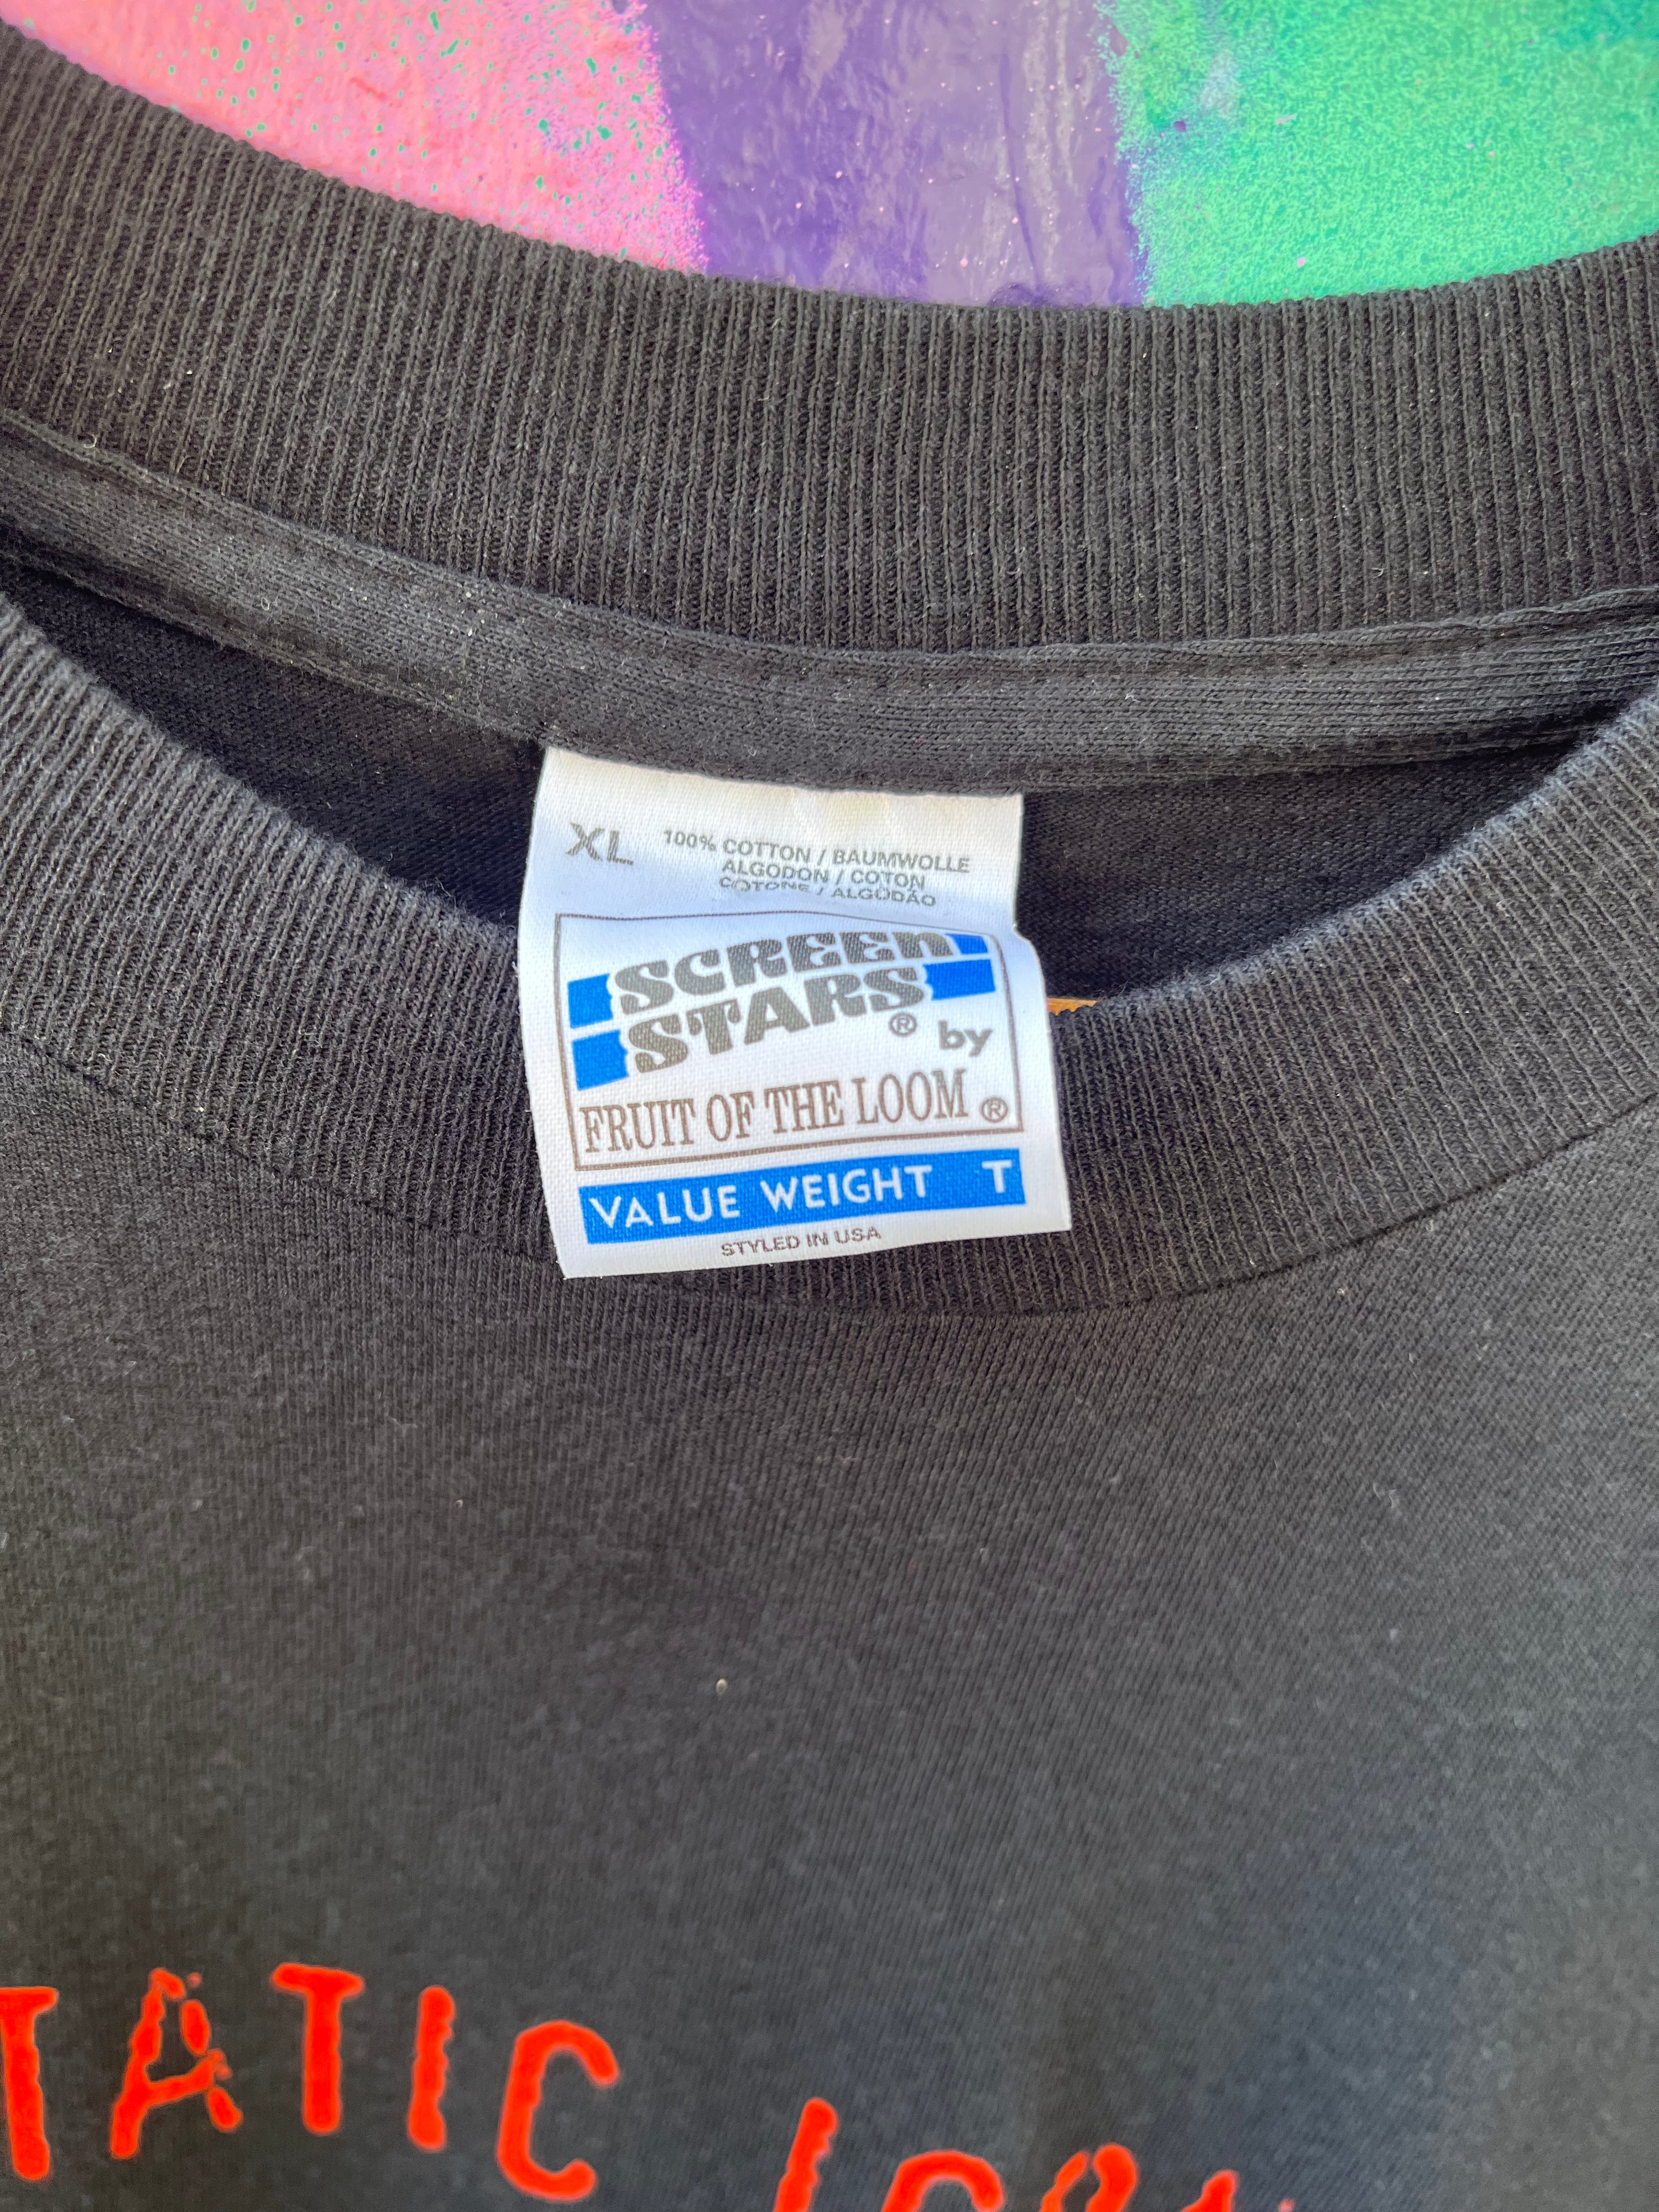 XL
100% COTTON / BAUMWOLLE
ALGODON / COTON
COTONE / ALGODÃO
SCREEN
STARS® by
FRUIT OF THE LOOM®
VALUE WEIGHT T
STYLED IN USA
TATIC